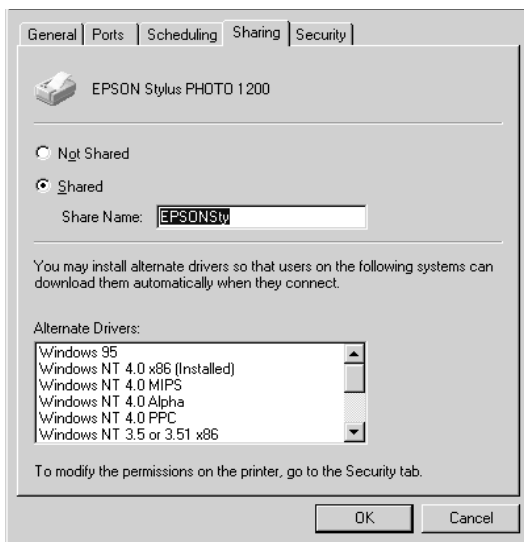 General Ports Scheduling Sharing Security
EPSON Stylus PHOTO 1200
Not Shared
Shared
Share Name: EPSONSty
You may install alternate drivers so that users on the following systems can
download them automatically when they connect.
Alternate Drivers:
Windows 95
Windows NT 4.0 x86 (Installed)
Windows NT 4.0 MIPS
Windows NT 4.0 Alpha
Windows NT 4.0 PPC
Windows NT 3.5 or 3.51 x86
To modify the permissions on the printer, go to the Security tab.
OK Cancel